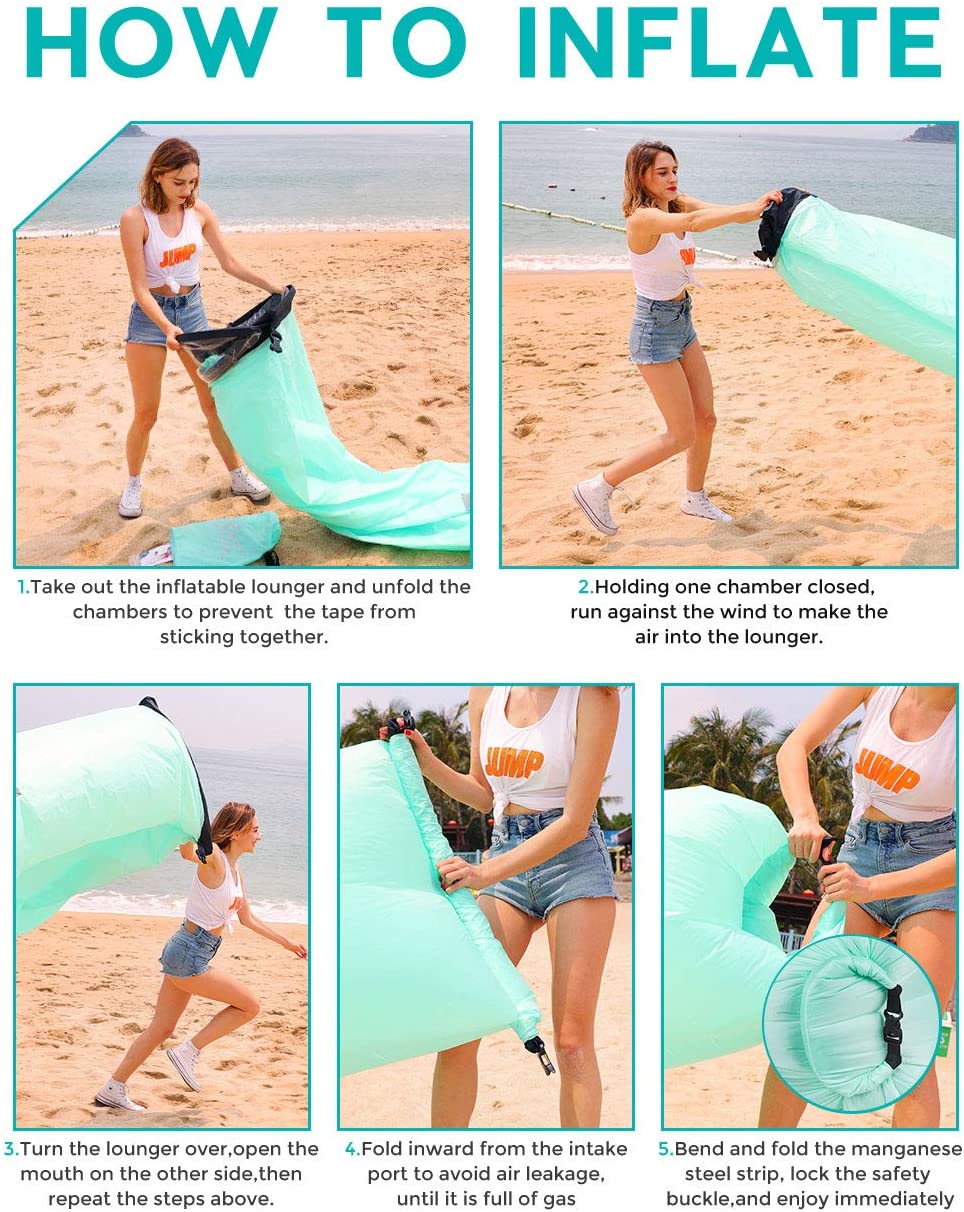 HOW TO INFLATE
JUMP
1.Take out the inflatable lounger and unfold the
chambers to prevent the tape from
sticking together.
2.Holding one chamber closed,
run against the wind to make the
air into the lounger.
JUMP
JUMP
3.Turn the lounger over,open the
mouth on the other side,then
repeat the steps above.
4.Fold inward from the intake
port to avoid air leakage,
until it is full of gas
5.Bend and fold the manganese
steel strip, lock the safety
buckle,and enjoy immediately